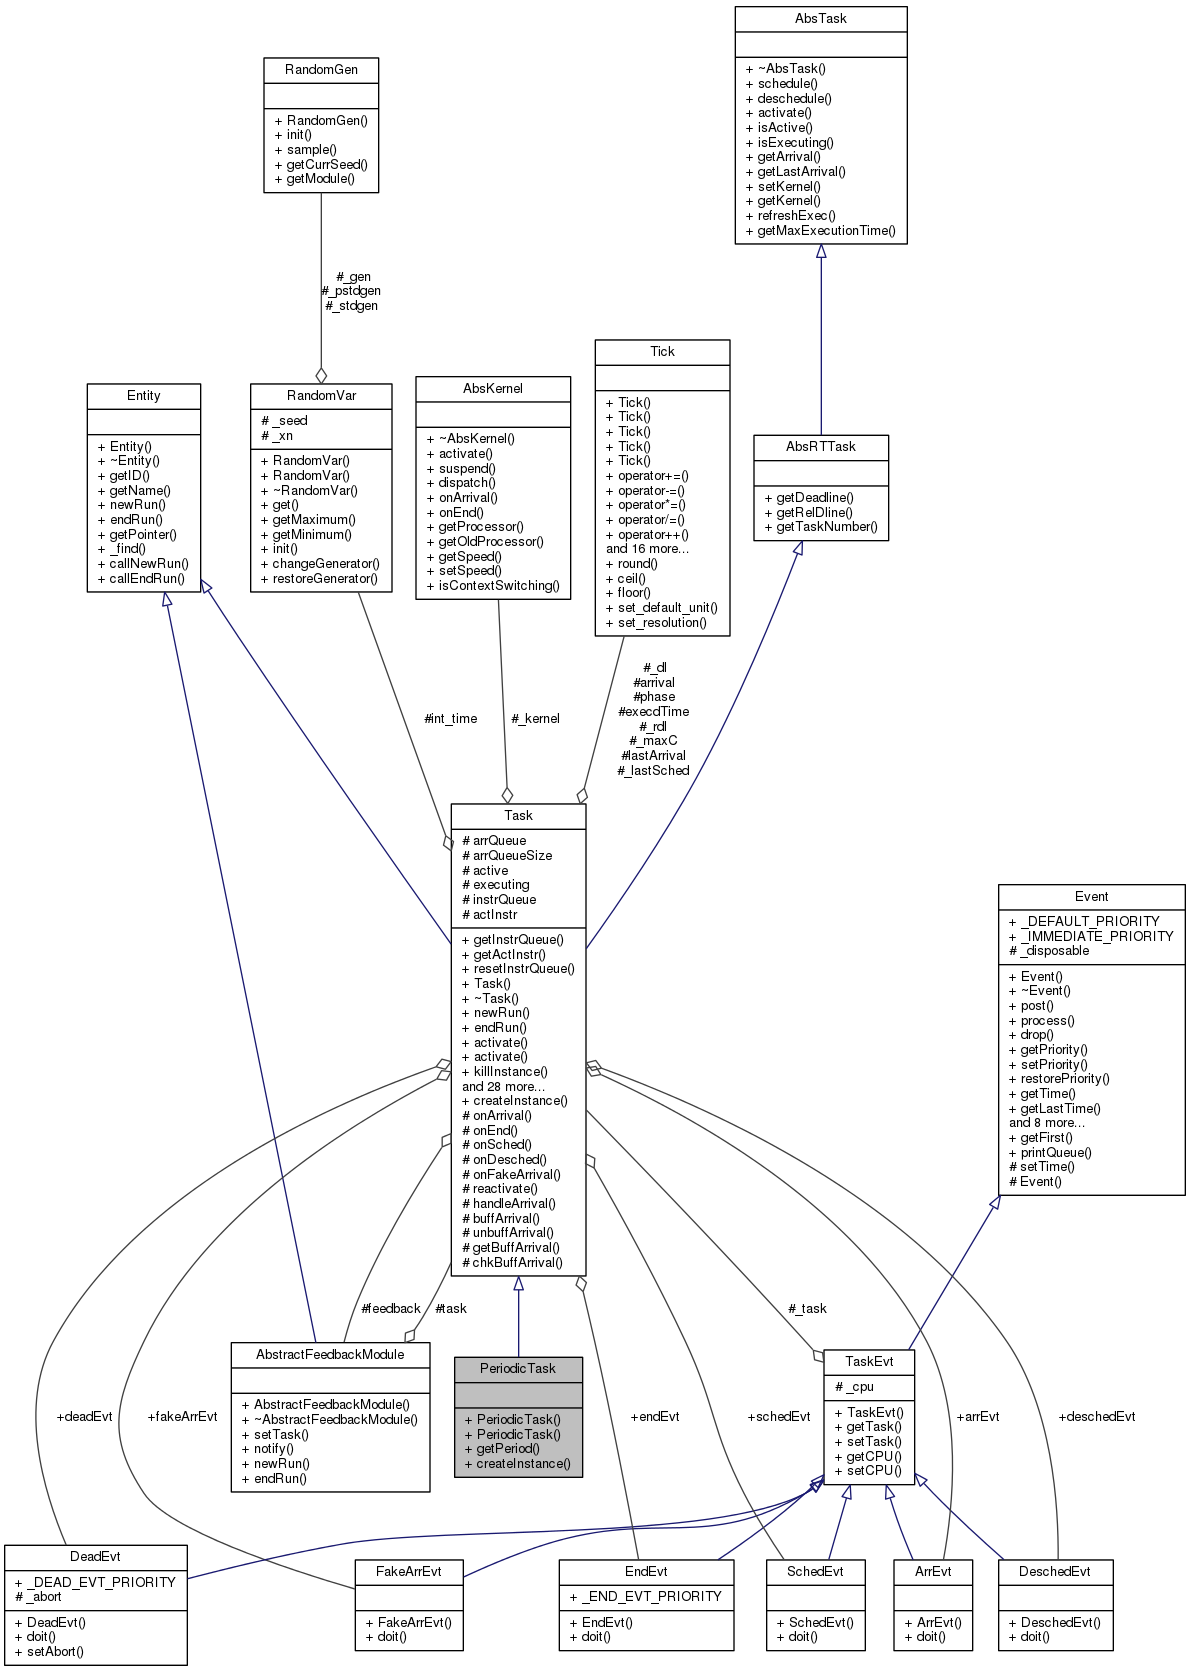 AbsTask
+ ~AbsTask()
+ schedule()
+ deschedule()
+ activate()
+ isActive()
+ isExecuting()
+ getArrival()
+ getLastArrival()
+ setKernel()
+ getKernel()
+ refreshExec()
+ getMaxExecutionTime()
RandomGen
+ RandomGen()
+ init()
+ sample()
+ getCurrSeed()
+ getModule()
#_gen
#_pstdgen
#_stdgen
Entity
+ Entity()
+ ~Entity()
+ getID()
+ getName()
+ newRun()
+ endRun()
+ getPointer()
+ _find()
+ callNewRun()
+ callEndRun()
RandomVar
# _seed
# _xn
+ RandomVar()
+ RandomVar()
+ ~RandomVar()
+ get()
+ getMaximum()
+ getMinimum()
+ init()
+ changeGenerator()
+ restoreGenerator()
AbsKernel
+ ~AbsKernel()
+ activate()
+ suspend()
+ dispatch()
+ onArrival()
+ onEnd()
+ getProcessor()
+ getOldProcessor()
+ getSpeed()
+ setSpeed()
+ isContextSwitching()
Tick
+ Tick()
+ Tick()
+ Tick()
+ Tick()
+ Tick()
+ operator+=()
+ operator-=()
+ operator*=()
+ operator/=()
+ operator++()
and 16 more...
+ round()
+ ceil()
+ floor()
+ set_default_unit()
+ set_resolution()
AbsRTTask
+ getDeadline()
+ getRelDline()
+ getTaskNumber()
#int_time
#_kernel
#_dl
#arrival
#phase
#execdTime
#_rdl
#_maxC
#lastArrival
#_lastSched
Task
# arrQueue
# arrQueueSize
# active
# executing
# instrQueue
# actInstr
+ getInstrQueue()
+ getActInstr()
+ resetInstrQueue()
+ Task()
+ ~Task()
+ newRun()
+ endRun()
+ activate()
+ activate()
+ killInstance()
and 28 more...
+ createInstance()
# onArrival()
# onEnd()
# onSched()
# onDesched()
# onFakeArrival()
# reactivate()
# handleArrival()
# buffArrival()
# unbuffArrival()
# getBuffArrival()
# chkBuffArrival()
Event
+ _DEFAULT_PRIORITY
+ _IMMEDIATE_PRIORITY
# _disposable
+ Event()
+ ~Event()
+ post()
+ process()
+ drop()
+ getPriority()
+ setPriority()
+ restorePriority()
+ getTime()
+ getLastTime()
and 8 more...
+ getFirst()
+ printQueue()
# setTime()
# Event()
#feedback
#task
#_task
AbstractFeedbackModule
+ AbstractFeedbackModule()
+ ~AbstractFeedbackModule()
+ setTask()
+ notify()
+ newRun()
+ endRun()
PeriodicTask
+ PeriodicTask()
+ PeriodicTask()
+ getPeriod()
+ createInstance()
TaskEvt
# _cpu
+ TaskEvt()
+ getTask()
+ setTask()
+ getCPU()
+ setCPU()
+deadEvt
+fakeArrEvt
+endEvt
+schedEvt
+arrEvt
+deschedEvt
DeadEvt
+ _DEAD_EVT_PRIORITY
# _abort
+ DeadEvt()
+ doit()
+ setAbort()
FakeArrEvt
+ FakeArrEvt()
+ doit()
EndEvt
+ _END_EVT_PRIORITY
+ EndEvt()
+ doit()
SchedEvt
+ SchedEvt()
+ doit()
ArrEvt
+ ArrEvt()
+ doit()
DeschedEvt
+ DeschedEvt()
+ doit()